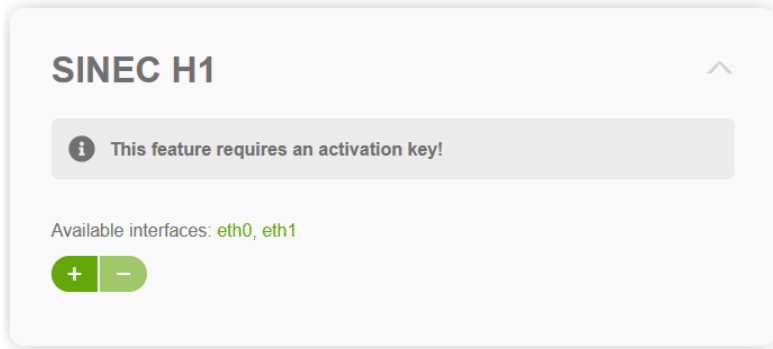 SINEC H1
This feature requires an activation key!
Available interfaces: eth0, eth1
+ −